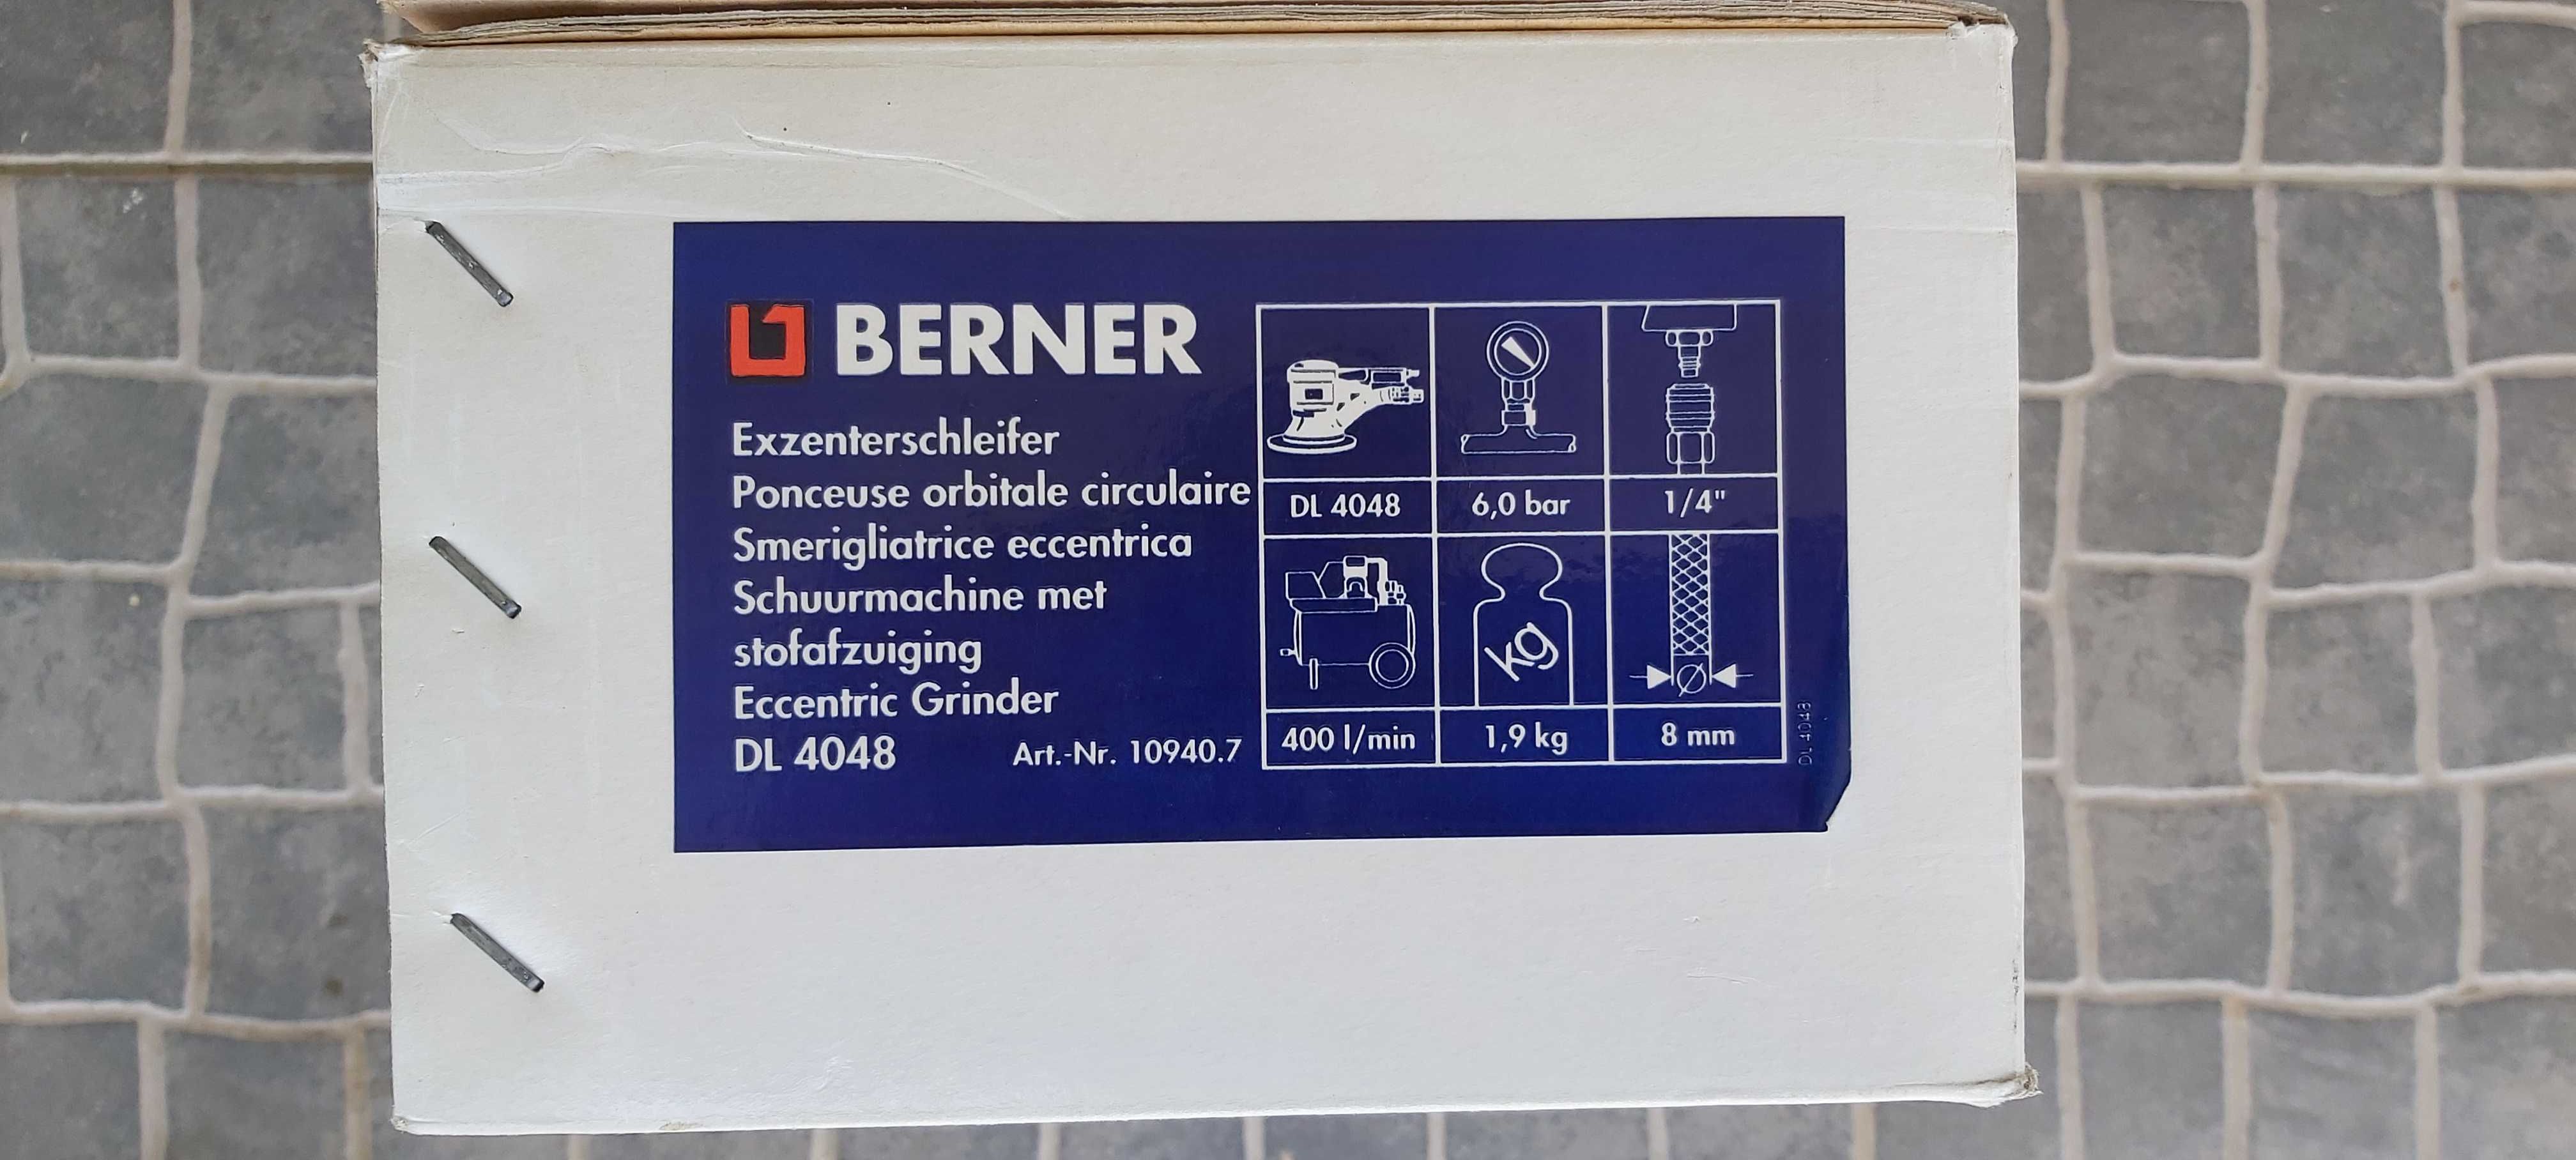 BERNER
Exzenterschleifer
Ponceuse orbitale circulaire
Smerigliatrice eccentrica
Schuurmachine met
stofafzuiging
Eccentric Grinder
DL 4048 Art.-Nr. 10940.7
DL 4048 6,0 bar 1/4"
kg Ø
400 l/min 1,9 kg 8 mm
DL 4048